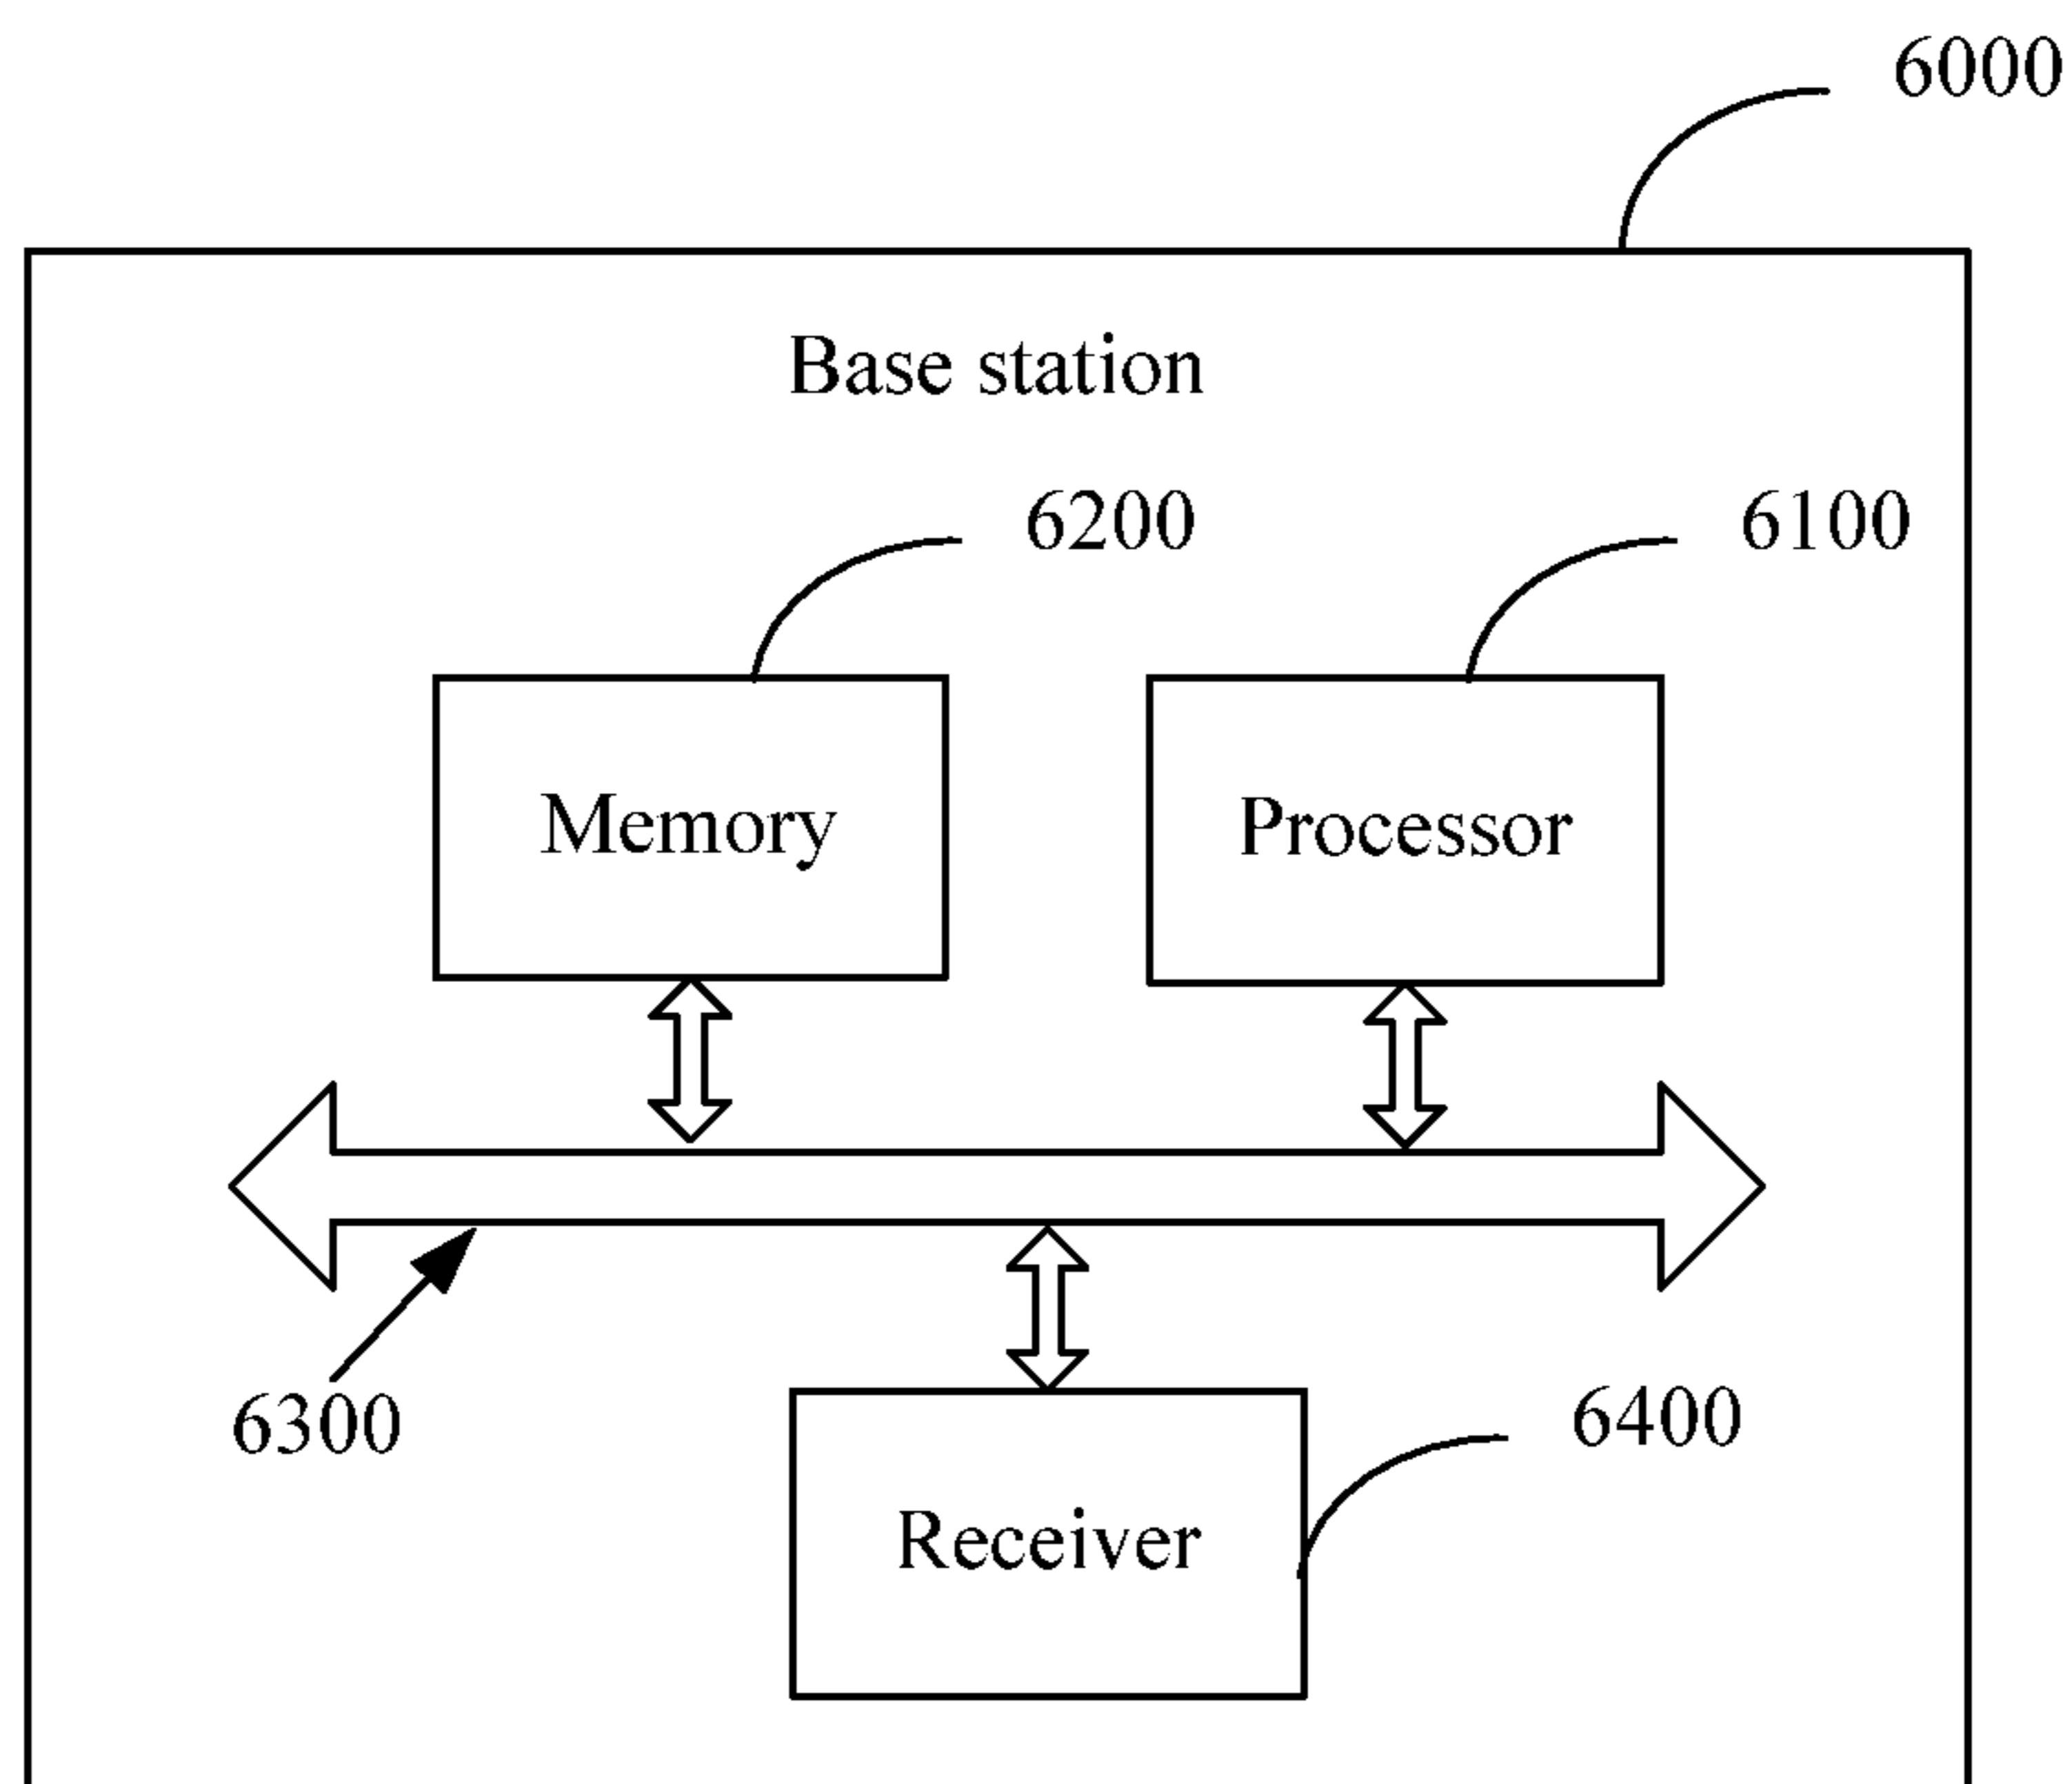 6000
Base station
6200
6100
Memory
Processor
6300
6400
Receiver